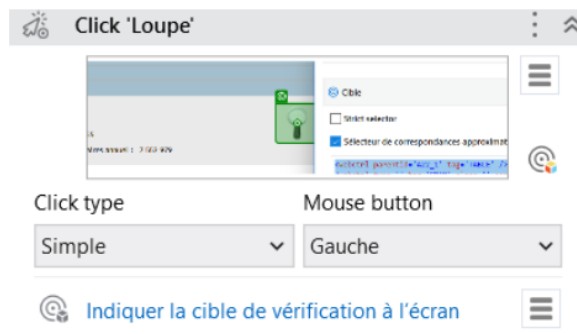 Click 'Loupe'
Cible
Strict selector
Sélecteur de correspondances approximat
Click type
Mouse button
Simple
Gauche
Indiquer la cible de vérification à l'écran